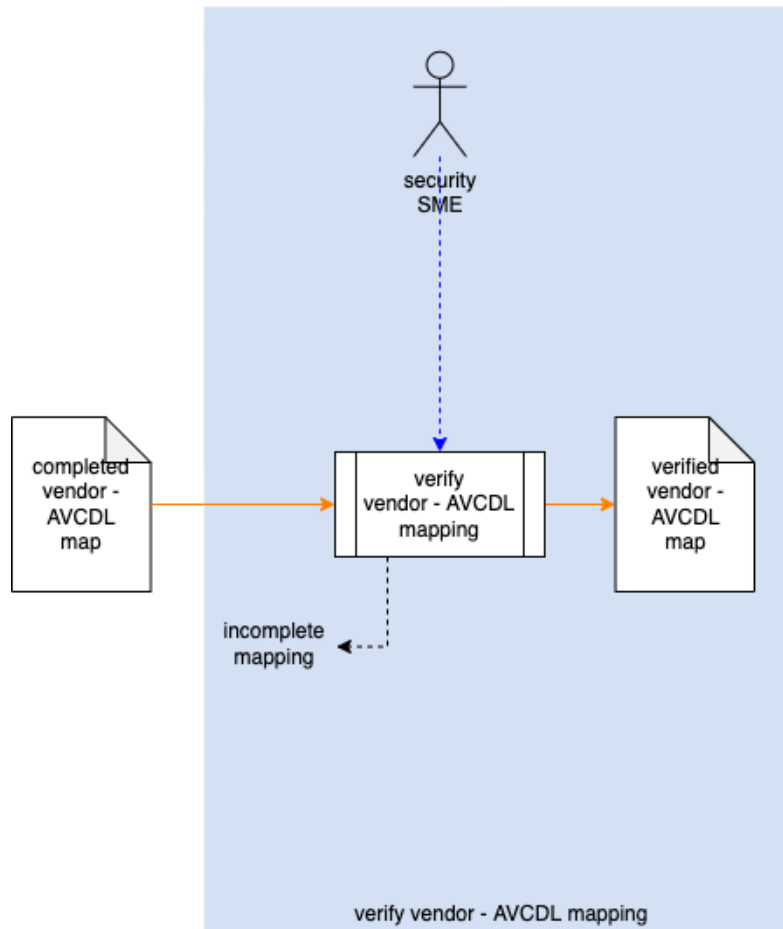 security
SME
completed
vendor -
AVCDL
map
verify
vendor - AVCDL
mapping
verified
vendor -
AVCDL
map
incomplete
mapping
verify vendor - AVCDL mapping